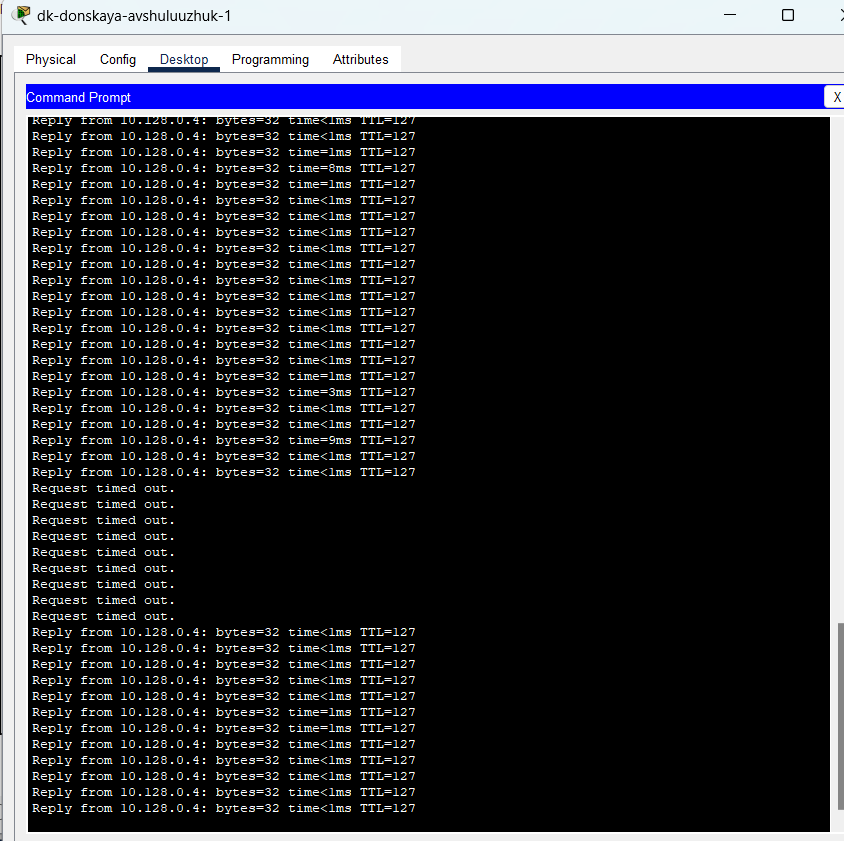 dk-donskaya-avshuluuzhuk-1
Physical Config Desktop Programming Attributes
Command Prompt X
Reply from 10.128.0.4: bytes=32 time<1ms TTL=127
Reply from 10.128.0.4: bytes=32 time<1ms TTL=127
Reply from 10.128.0.4: bytes=32 time=1ms TTL=127
Reply from 10.128.0.4: bytes=32 time=8ms TTL=127
Reply from 10.128.0.4: bytes=32 time=1ms TTL=127
Reply from 10.128.0.4: bytes=32 time<1ms TTL=127
Reply from 10.128.0.4: bytes=32 time<1ms TTL=127
Reply from 10.128.0.4: bytes=32 time<1ms TTL=127
Reply from 10.128.0.4: bytes=32 time<1ms TTL=127
Reply from 10.128.0.4: bytes=32 time<1ms TTL=127
Reply from 10.128.0.4: bytes=32 time<1ms TTL=127
Reply from 10.128.0.4: bytes=32 time<1ms TTL=127
Reply from 10.128.0.4: bytes=32 time<1ms TTL=127
Reply from 10.128.0.4: bytes=32 time<1ms TTL=127
Reply from 10.128.0.4: bytes=32 time<1ms TTL=127
Reply from 10.128.0.4: bytes=32 time<1ms TTL=127
Reply from 10.128.0.4: bytes=32 time=1ms TTL=127
Reply from 10.128.0.4: bytes=32 time=3ms TTL=127
Reply from 10.128.0.4: bytes=32 time<1ms TTL=127
Reply from 10.128.0.4: bytes=32 time<1ms TTL=127
Reply from 10.128.0.4: bytes=32 time=9ms TTL=127
Reply from 10.128.0.4: bytes=32 time<1ms TTL=127
Reply from 10.128.0.4: bytes=32 time<1ms TTL=127
Request timed out.
Request timed out.
Request timed out.
Request timed out.
Request timed out.
Request timed out.
Request timed out.
Request timed out.
Request timed out.
Reply from 10.128.0.4: bytes=32 time<1ms TTL=127
Reply from 10.128.0.4: bytes=32 time<1ms TTL=127
Reply from 10.128.0.4: bytes=32 time<1ms TTL=127
Reply from 10.128.0.4: bytes=32 time<1ms TTL=127
Reply from 10.128.0.4: bytes=32 time<1ms TTL=127
Reply from 10.128.0.4: bytes=32 time=1ms TTL=127
Reply from 10.128.0.4: bytes=32 time=1ms TTL=127
Reply from 10.128.0.4: bytes=32 time<1ms TTL=127
Reply from 10.128.0.4: bytes=32 time<1ms TTL=127
Reply from 10.128.0.4: bytes=32 time<1ms TTL=127
Reply from 10.128.0.4: bytes=32 time<1ms TTL=127
Reply from 10.128.0.4: bytes=32 time<1ms TTL=127